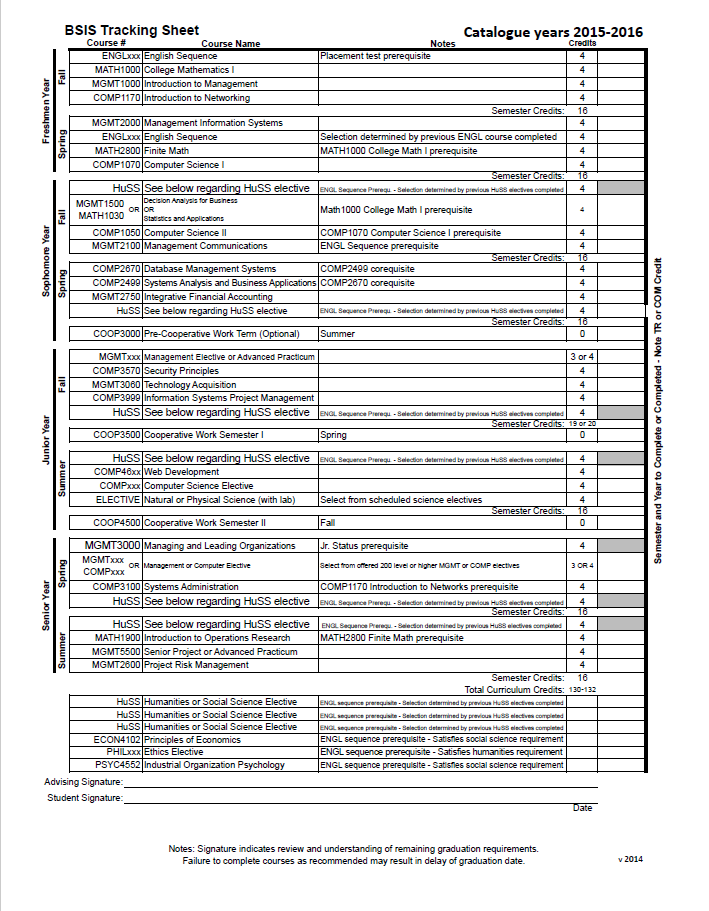 BSIS Tracking Sheet
Catalogue years 2015-2016
Course # Course Name Notes Credits
Freshmen Year
Fall
ENGLxxx English Sequence Placement test prerequisite 4
MATH1000 College Mathematics I 4
MGMT1000 Introduction to Management 4
COMP1170 Introduction to Networking 4
Semester Credits: 16
Spring
MGMT2000 Management Information Systems 4
ENGLxxx English Sequence Selection determined by previous ENGL course completed 4
MATH2800 Finite Math MATH1000 College Math I prerequisite 4
COMP1070 Computer Science I 4
Semester Credits: 16
Sophomore Year
Fall
HuSS See below regarding HuSS elective ENGL Sequence Prerequ. - Selection determined by previous HuSS electives completed 4
MGMT1500 OR MATH1030 Decision Analysis for Business OR Statistics and Applications Math1000 College Math I prerequisite 4
COMP1050 Computer Science II COMP1070 Computer Science I prerequisite 4
MGMT2100 Management Communications ENGL Sequence prerequisite 4
Semester Credits: 16
Spring
COMP2670 Database Management Systems COMP2499 corequisite 4
COMP2499 Systems Analysis and Business Applications COMP2670 corequisite 4
MGMT2750 Integrative Financial Accounting 4
HuSS See below regarding HuSS elective ENGL Sequence Prerequ. - Selection determined by previous HuSS electives completed 4
Semester Credits: 16
COOP3000 Pre-Cooperative Work Term (Optional) Summer 0
Junior Year
Fall
MGMTxxx Management Elective or Advanced Practicum 3 or 4
COMP3570 Security Principles 4
MGMT3060 Technology Acquisition 4
COMP3999 Information Systems Project Management 4
HuSS See below regarding HuSS elective ENGL Sequence Prerequ. - Selection determined by previous HuSS electives completed 4
Semester Credits: 19 or 20
COOP3500 Cooperative Work Semester I Spring 0
Summer
HuSS See below regarding HuSS elective ENGL Sequence Prerequ. - Selection determined by previous HuSS electives completed 4
COMP46xx Web Development 4
COMPxxx Computer Science Elective 4
ELECTIVE Natural or Physical Science (with lab) Select from scheduled science electives 4
Semester Credits: 16
COOP4500 Cooperative Work Semester II Fall 0
Senior Year
Spring
MGMT3000 Managing and Leading Organizations Jr. Status prerequisite 4
MGMTxxx OR COMPxxx Management or Computer Elective Select from offered 200 level or higher MGMT or COMP electives 3 OR 4
COMP3100 Systems Administration COMP1170 Introduction to Networks prerequisite 4
HuSS See below regarding HuSS elective ENGL Sequence Prerequ. - Selection determined by previous HuSS electives completed 4
Semester Credits: 16
Summer
HuSS See below regarding HuSS elective ENGL Sequence Prerequ. - Selection determined by previous HuSS electives completed 4
MATH1900 Introduction to Operations Research MATH2800 Finite Math prerequisite 4
MGMT5500 Senior Project or Advanced Practicum 4
MGMT2600 Project Risk Management 4
Semester Credits: 16
Total Curriculum Credits: 130-132
HuSS Humanities or Social Science Elective ENGL sequence prerequisite - Selection determined by previous HuSS electives completed
HuSS Humanities or Social Science Elective ENGL sequence prerequisite - Selection determined by previous HuSS electives completed
HuSS Humanities or Social Science Elective ENGL sequence prerequisite - Selection determined by previous HuSS electives completed
ECON4102 Principles of Economics ENGL sequence prerequisite - Satisfies social science requirement
PHILxxx Ethics Elective ENGL sequence prerequisite - Satisfies humanities requirement
PSYC4552 Industrial Organization Psychology ENGL sequence prerequisite - Satisfies social science requirement
Semester and Year to Complete or Completed - Note TR or COM Credit
Advising Signature:
Student Signature:
Date
Notes: Signature indicates review and understanding of remaining graduation requirements.
Failure to complete courses as recommended may result in delay of graduation date.
v 2014